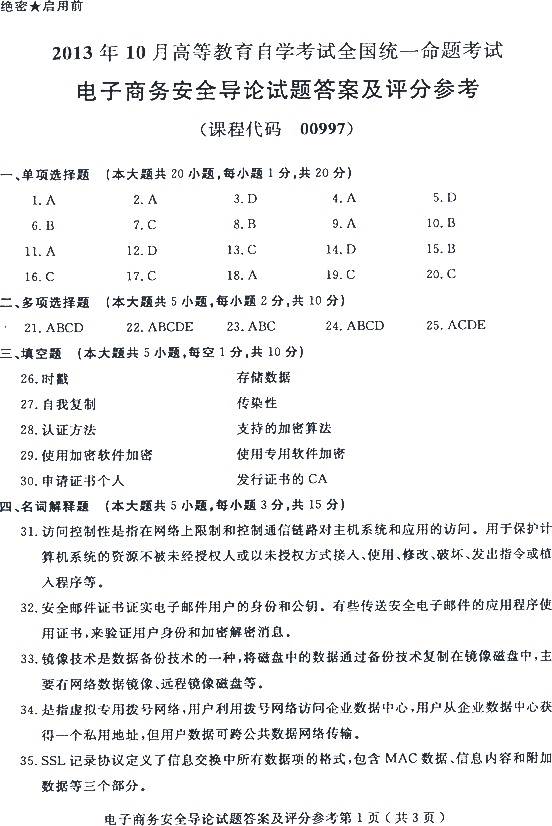 绝密★启用前
2013 年 10 月高等教育自学考试全国统一命题考试
电子商务安全导论试题答案及评分参考
(课程代码 00997)
一、单项选择题 (本大题共 20 小题,每小题 1 分,共 20 分)
1. A 2. A 3. D 4. A 5. D
6. B 7. C 8. B 9. A 10. B
11. A 12. D 13. C 14. D 15. B
16. C 17. C 18. A 19. C 20. C
二、多项选择题 (本大题共 5 小题,每小题 2 分,共 10 分)
21. ABCD 22. ABCDE 23. ABC 24. ABCD 25. ACDE
三、填空题 (本大题共 5 小题,每空 1 分,共 10 分)
26. 时戳 存储数据
27. 自我复制 传染性
28. 认证方法 支持的加密算法
29. 使用加密软件加密 使用专用软件加密
30. 申请证书个人 发行证书的 CA
四、名词解释题 (本大题共 5 小题,每小题 3 分,共 15 分)
31. 访问控制性是指在网络上限制和控制通信链路对主机系统和应用的访问。用于保护计
算机系统的资源不被未经授权人或以未授权方式接入、使用、修改、破坏、发出指令或植
入程序等。
32. 安全邮件证书证实电子邮件用户的身份和公钥。有些传送安全电子邮件的应用程序使
用证书,来验证用户身份和加密解密消息。
33. 镜像技术是数据备份技术的一种,将磁盘中的数据通过备份技术复制在镜像磁盘中,主
要有网络数据镜像、远程镜像磁盘等。
34. 是指虚拟专用拨号网络,用户利用拨号网络访问企业数据中心,用户从企业数据中心获
得一个私用地址,但用户数据可跨公共数据网络传输。
35. SSL 记录协议定义了信息交换中所有数据项的格式,包含 MAC 数据、信息内容和附加
数据等三个部分。
电子商务安全导论试题答案及评分参考第 1 页 ( 共 3 页 )